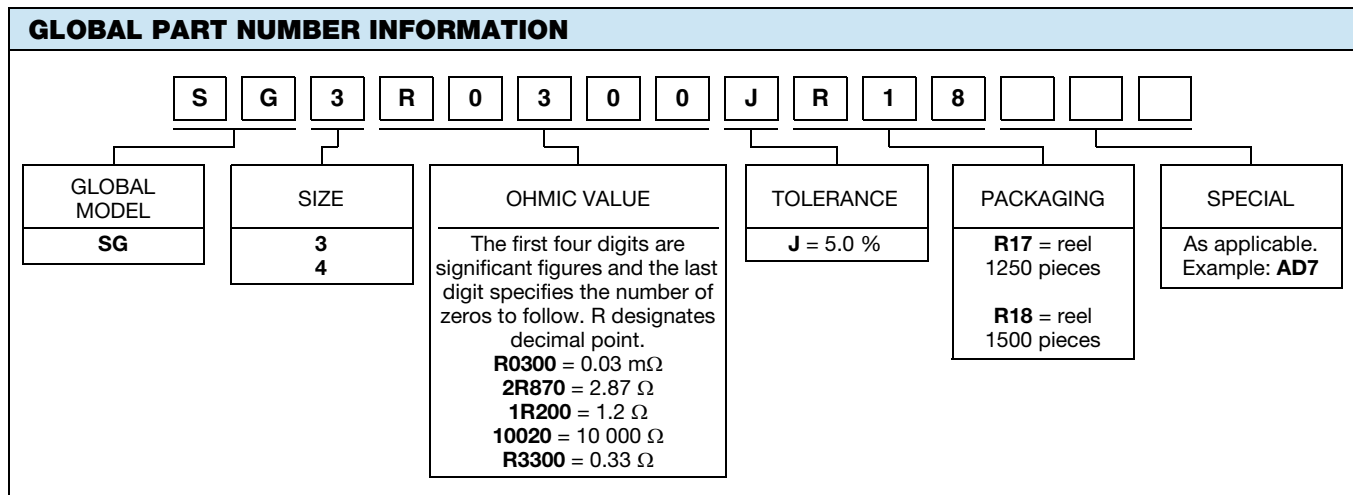 GLOBAL PART NUMBER INFORMATION
S G 3 R 0 3 0 0 J R 1 8
GLOBAL
MODEL
SG
SIZE
3
4
OHMIC VALUE
The first four digits are
significant figures and the last
digit specifies the number of
zeros to follow. R designates
decimal point.
R0300 = 0.03 mΩ
2R870 = 2.87 Ω
1R200 = 1.2 Ω
10020 = 10 000 Ω
R3300 = 0.33 Ω
TOLERANCE
J = 5.0 %
PACKAGING
R17 = reel
1250 pieces
R18 = reel
1500 pieces
SPECIAL
As applicable.
Example: AD7